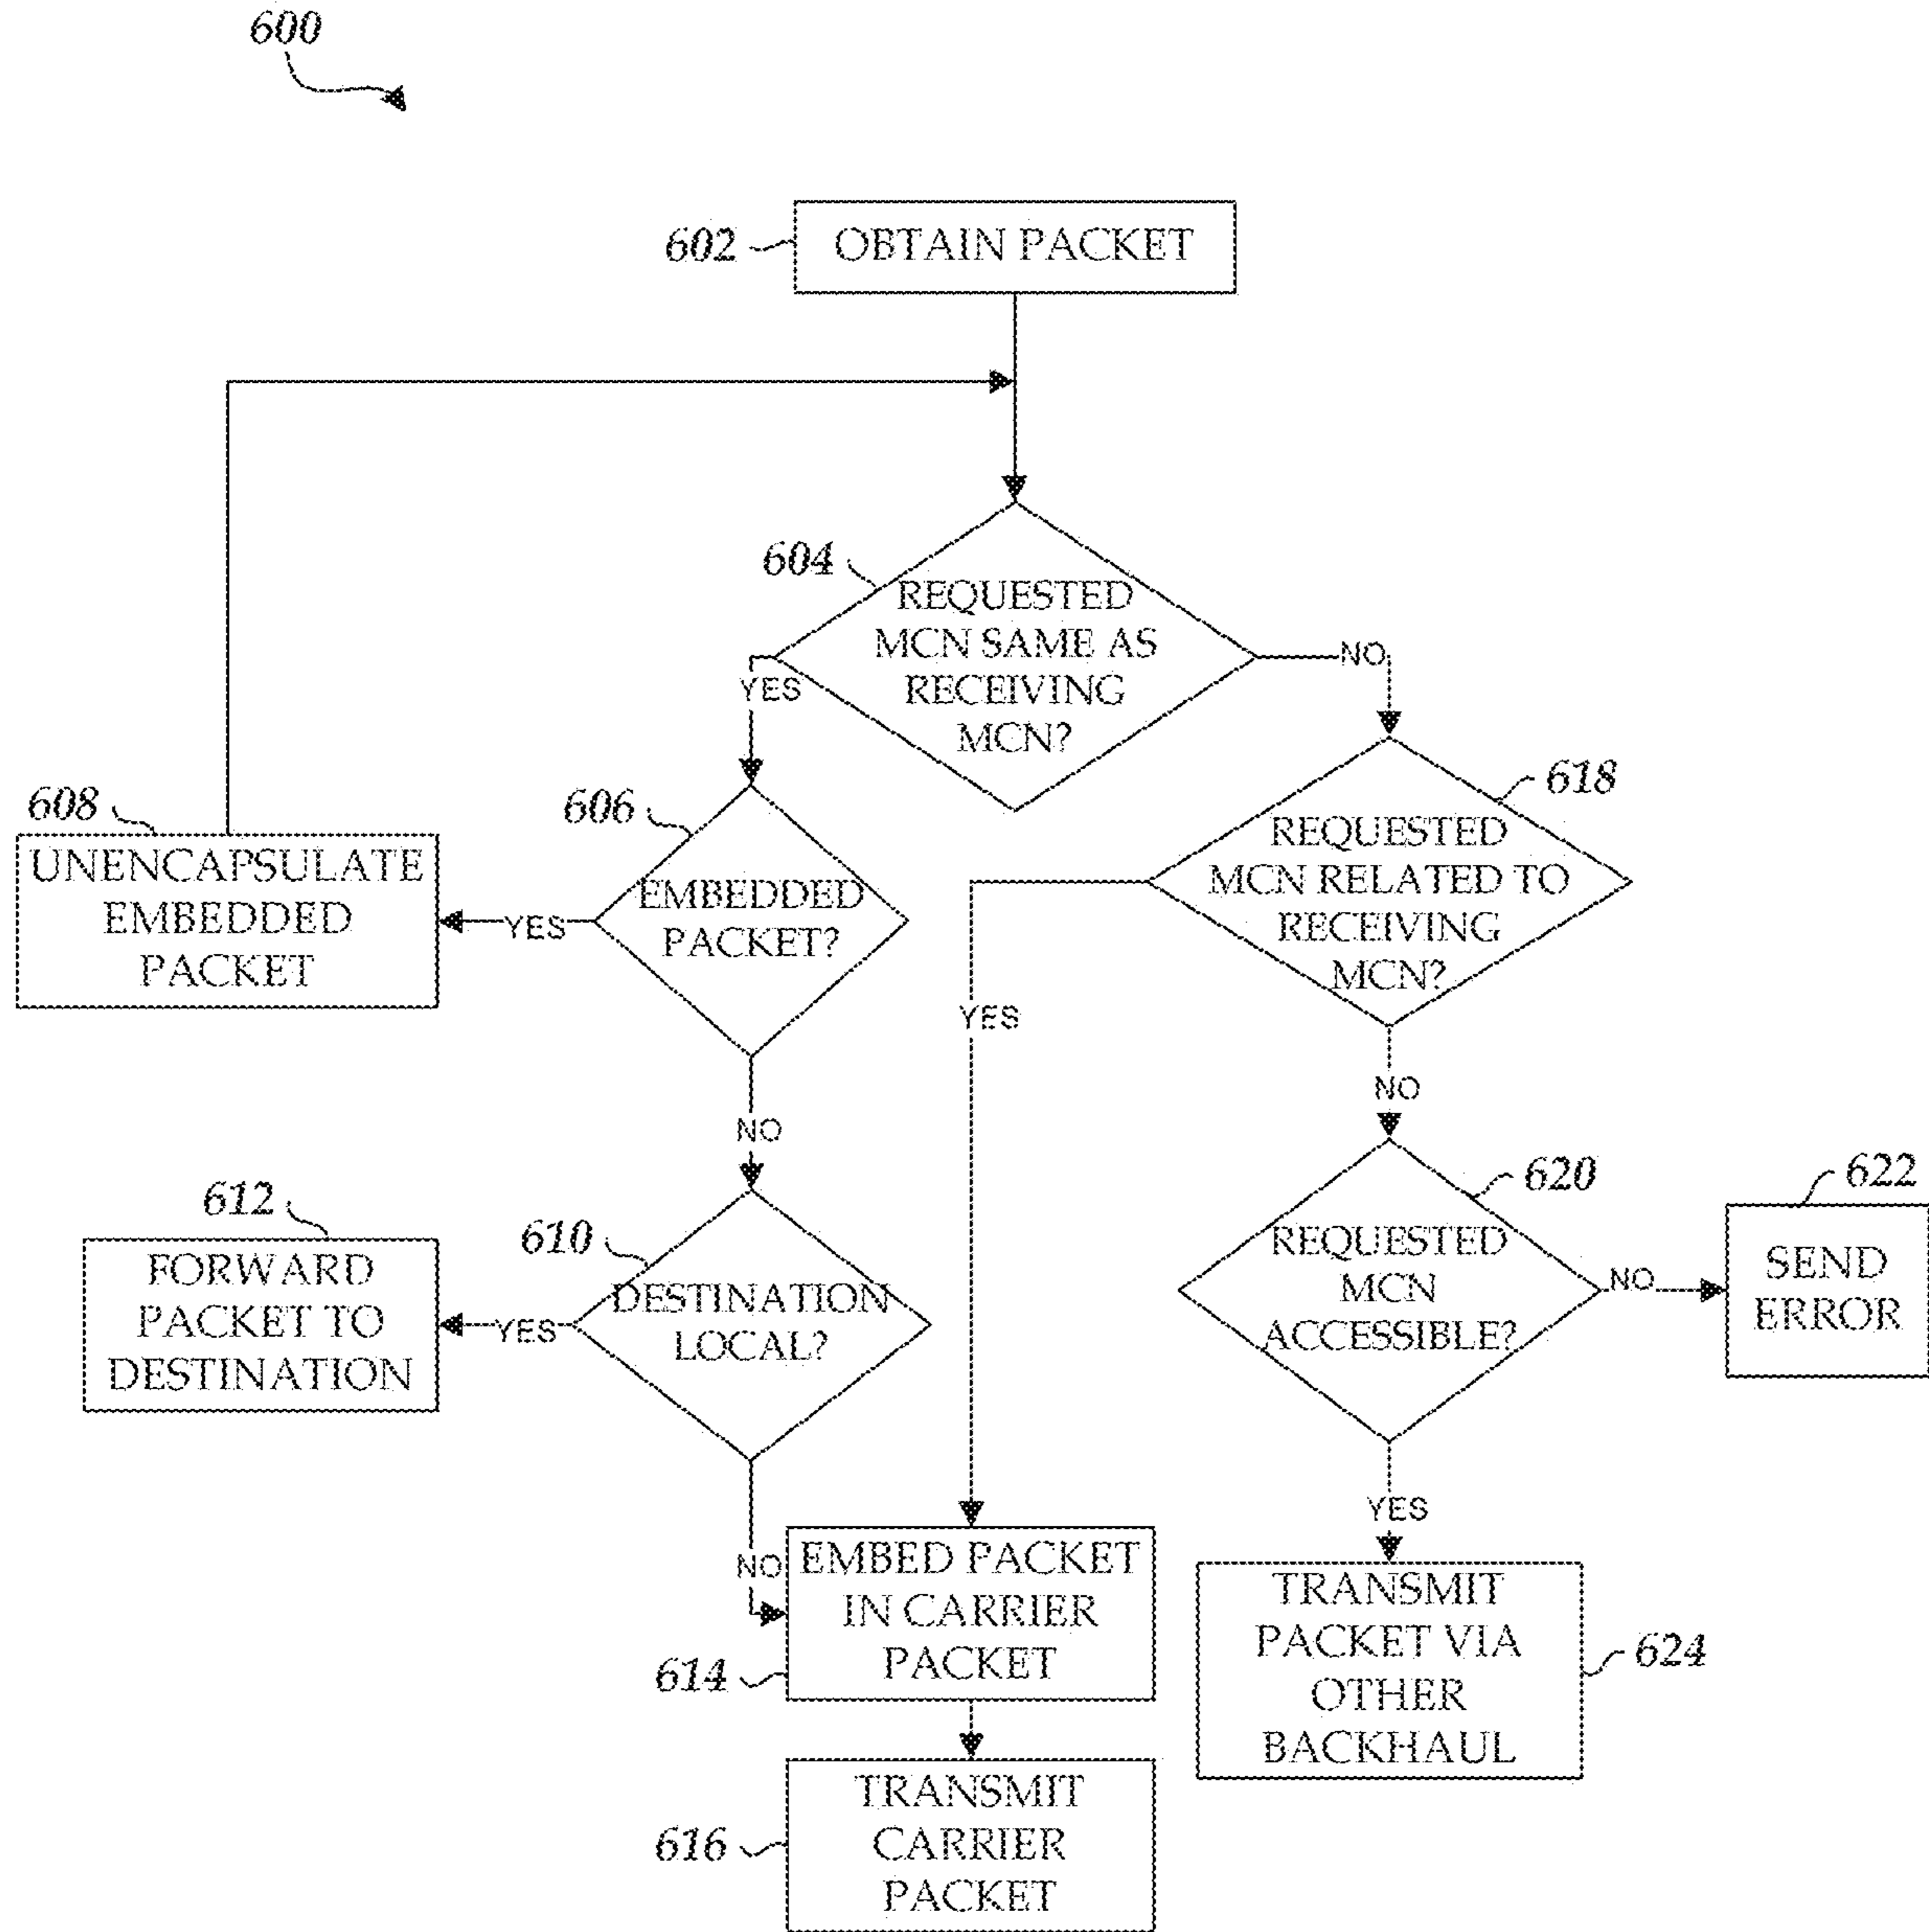 600
602
OBTAIN PACKET
604
REQUESTED
MCN SAME AS
RECEIVING
MCN?
YES
NO
606
EMBEDDED
PACKET?
YES
NO
608
UNENCAPSULATE
EMBEDDED
PACKET
618
REQUESTED
MCN RELATED TO
RECEIVING
MCN?
YES
NO
610
DESTINATION
LOCAL?
YES
NO
612
FORWARD
PACKET TO
DESTINATION
620
REQUESTED
MCN
ACCESSIBLE?
NO
YES
622
SEND
ERROR
614
EMBED PACKET
IN CARRIER
PACKET
616
TRANSMIT
CARRIER
PACKET
624
TRANSMIT
PACKET VIA
OTHER
BACKHAUL